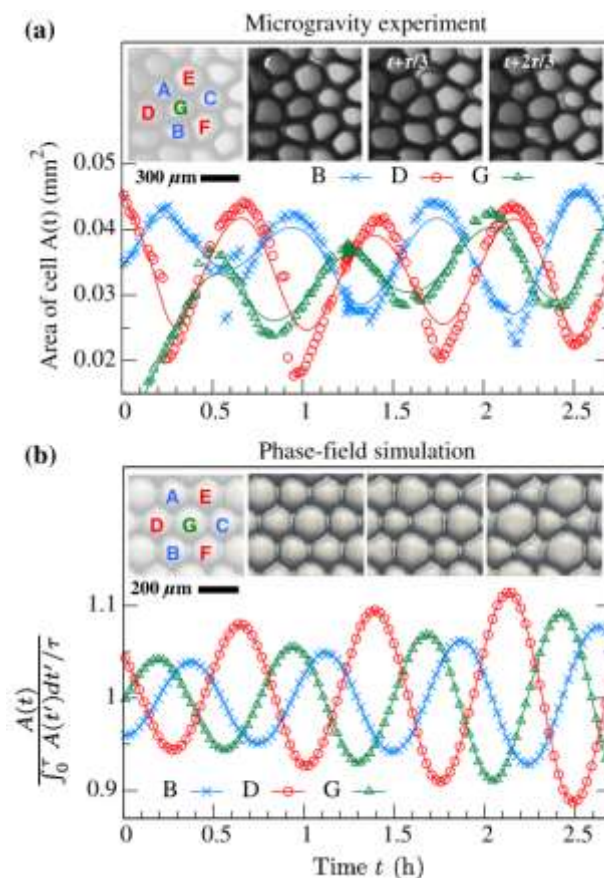 Microgravity experiment
(a)
t
t+τ/3
t+2τ/3
E
A
C
D
G
B
F
300 μm
B D G
Area of cell A(t) (mm²)
0.05
0.04
0.03
0.02
0 0.5 1 1.5 2 2.5
(b)
Phase-field simulation
A E
D G C
B F
200 μm
A(t)
∫₀^τ A(t')dt'/τ
1.1
1
0.9
B D G
0 0.5 1 1.5 2 2.5
Time t (h)